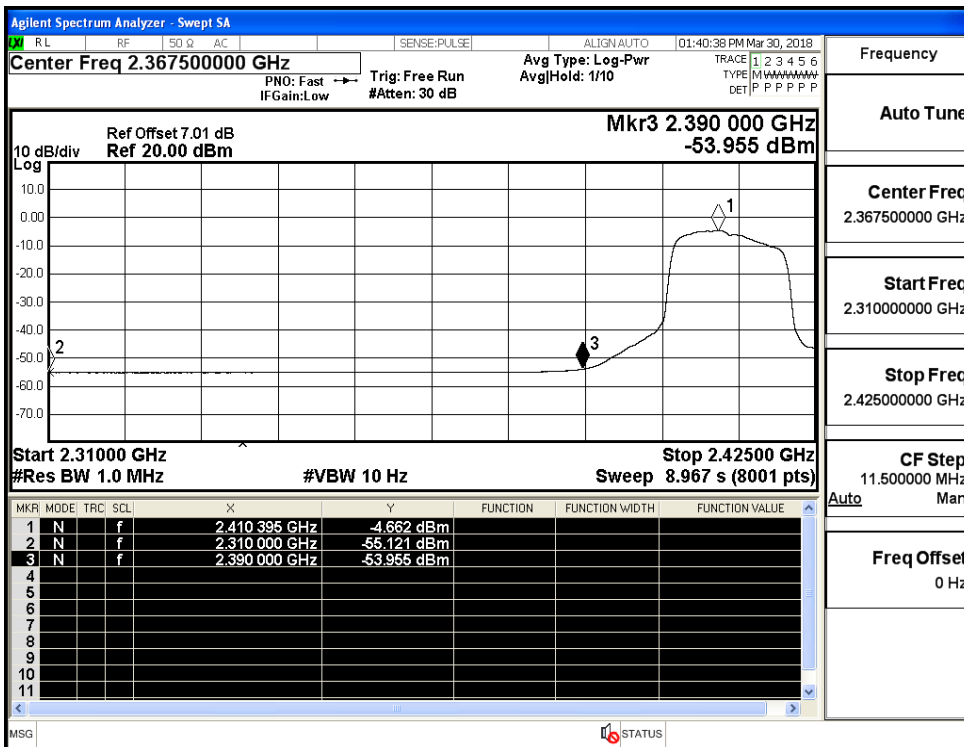 Agilent Spectrum Analyzer - Swept SA
LXI RL RF 50 Ω AC SENSE:PULSE ALIGN AUTO 01:40:38 PM Mar 30, 2018
Center Freq 2.367500000 GHz
PNO: Fast
IFGain:Low
Trig: Free Run
#Atten: 30 dB
Avg Type: Log-Pwr
Avg|Hold: 1/10
TRACE 1 2 3 4 5 6
TYPE M WWWWW
DET P P P P P P
Ref Offset 7.01 dB
10 dB/div Ref 20.00 dBm
Log
Mkr3 2.390 000 GHz
-53.955 dBm
10.0
0.00
-10.0
-20.0
-30.0
-40.0
-50.0
-60.0
-70.0
1
2
3
Start 2.31000 GHz Stop 2.42500 GHz
#Res BW 1.0 MHz #VBW 10 Hz Sweep 8.967 s (8001 pts)
MKR MODE TRC SCL X Y FUNCTION FUNCTION WIDTH FUNCTION VALUE
1 N f 2.410 395 GHz -4.662 dBm
2 N f 2.310 000 GHz -55.121 dBm
3 N f 2.390 000 GHz -53.955 dBm
4
5
6
7
8
9
10
11
MSG STATUS
Frequency
Auto Tune
Center Freq
2.367500000 GHz
Start Freq
2.310000000 GHz
Stop Freq
2.425000000 GHz
CF Step
11.500000 MHz
Auto Man
Freq Offset
0 Hz